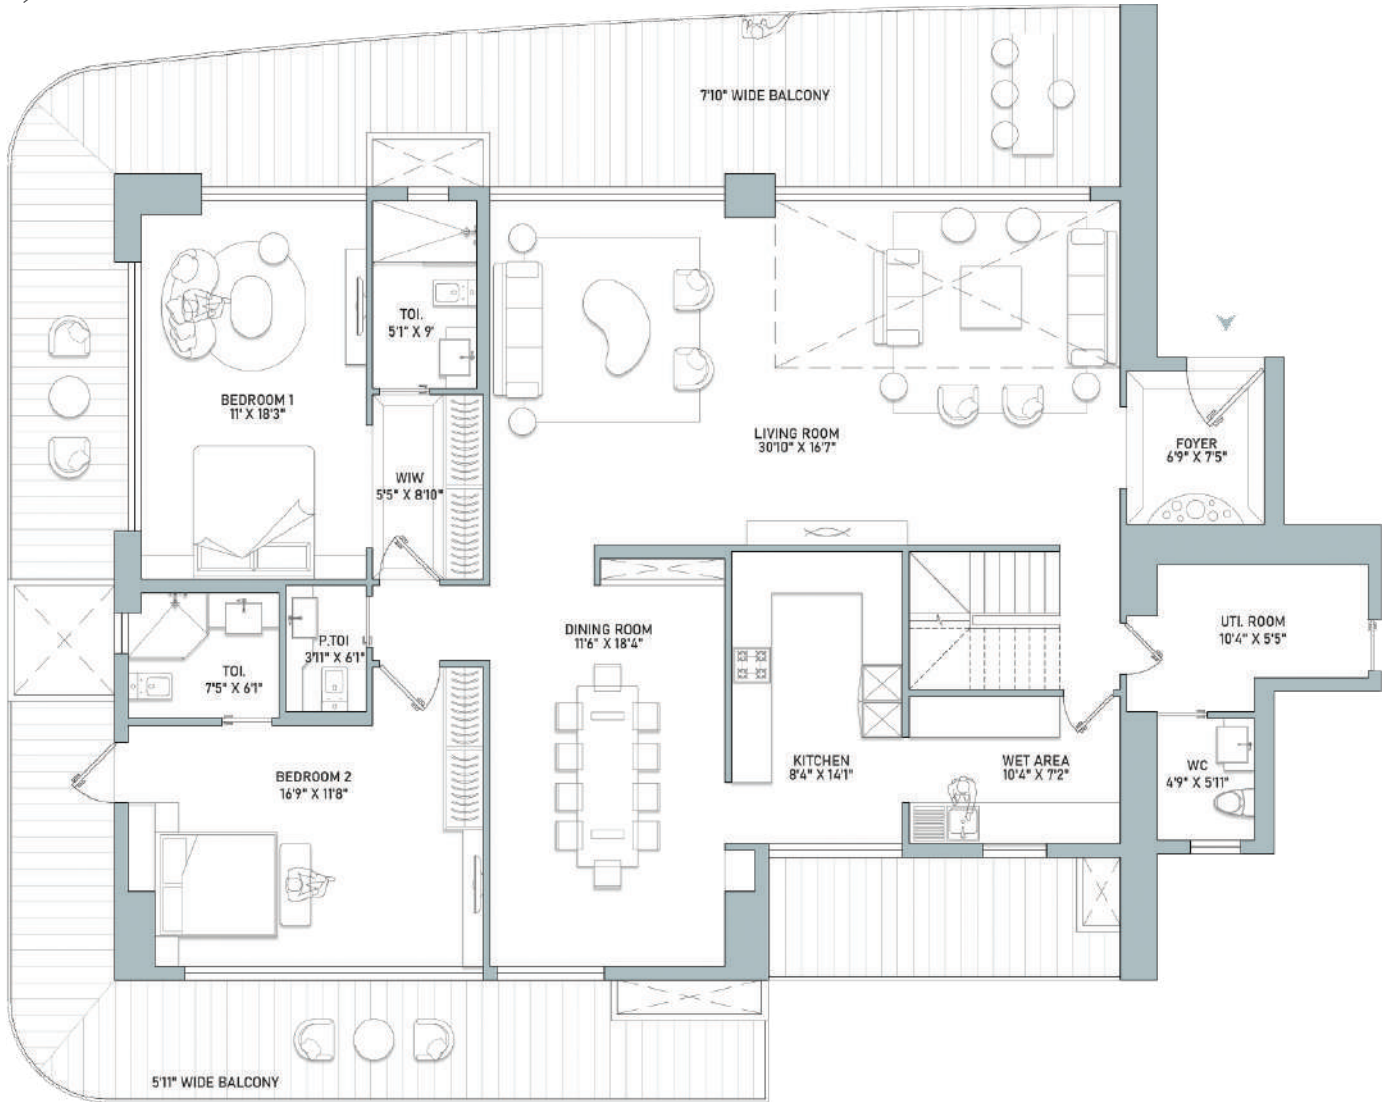 7'10" WIDE BALCONY
TOI.
5'1" X 9'
BEDROOM 1
11' X 18'3"
LIVING ROOM
30'10" X 16'7"
FOYER
6'9" X 7'5"
WIW
5'5" X 8'10"
DINING ROOM
11'6" X 18'4"
UTI. ROOM
10'4" X 5'5"
P.TOI
3'11" X 6'1"
TOI.
7'5" X 6'1"
KITCHEN
8'4" X 14'1"
WET AREA
10'4" X 7'2"
WC
4'9" X 5'11"
BEDROOM 2
16'9" X 11'8"
5'11" WIDE BALCONY